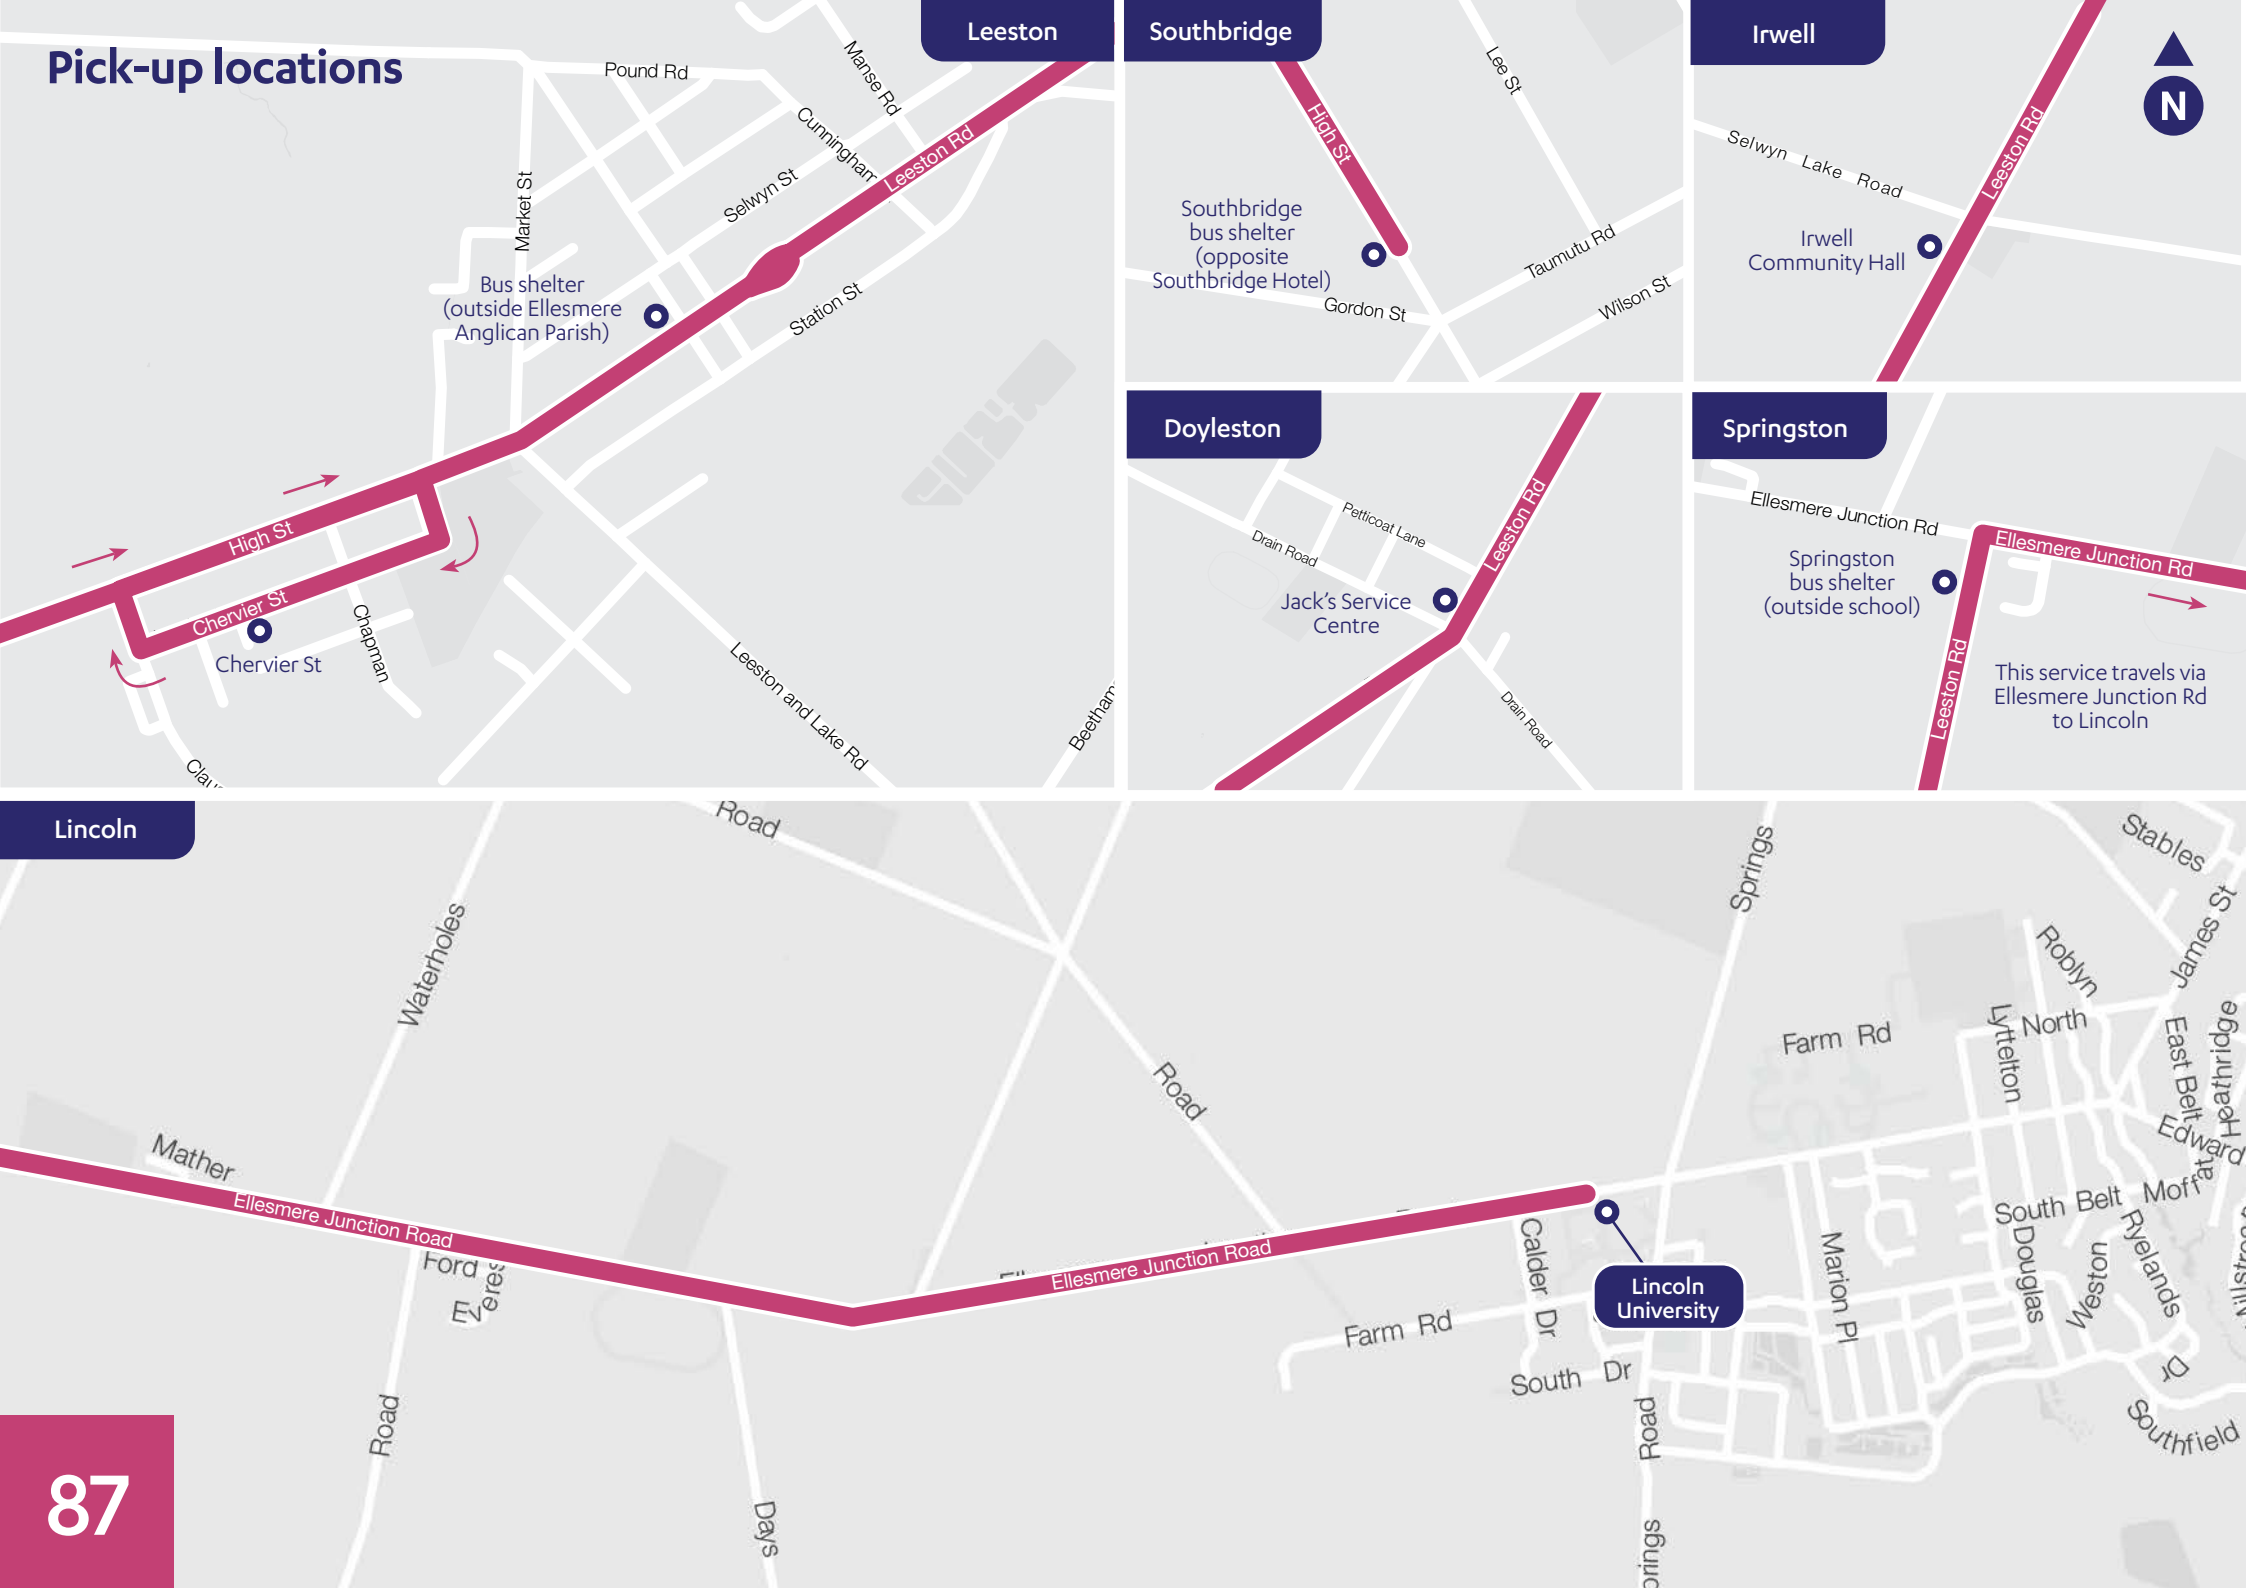 Pick-up locations
Leeston
Pound Rd
Manse Rd
Cunningham
Leeston Rd
Selwyn St
Market St
Station St
Bus shelter
(outside Ellesmere
Anglican Parish)
High St
Chervier St
Chervier St
Chapman
Leeston and Lake Rd
Southbridge
High St
Lee St
Southbridge
bus shelter
(opposite
Southbridge Hotel)
Gordon St
Taumutu Rd
Wilson St
Irwell
N
Selwyn Lake Road
Leeston Rd
Irwell
Community Hall
Doyleston
Petticoat Lane
Drain Road
Leeston Rd
Jack's Service
Centre
Drain Road
Springston
Ellesmere Junction Rd
Ellesmere Junction Rd
Springston
bus shelter
(outside school)
Leeston Rd
This service travels via
Ellesmere Junction Rd
to Lincoln
Lincoln
Road
Waterholes
Springs
Stables
James St
Roblyn
Lyttelton
North
Farm Rd
East Belt
Heathridge
Edward
Road
Mather
Ellesmere Junction Road
Ford
Ellesmere Junction Road
Calder Dr
Lincoln
University
Marion Pl
South Belt
Douglas
Weston
Ryelands
Dr
Farm Rd
South Dr
Road
Road
Southfield
Days
87